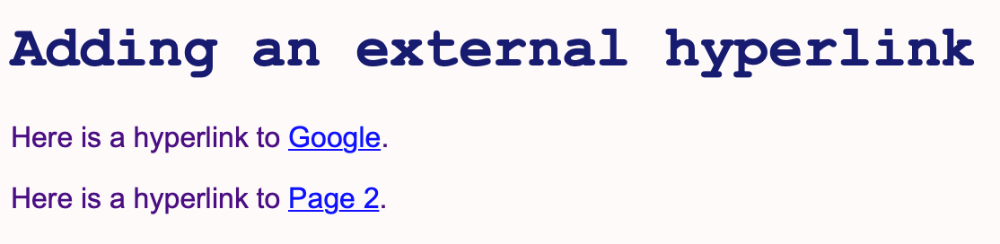 Adding an external hyperlink
Here is a hyperlink to Google.
Here is a hyperlink to Page 2.